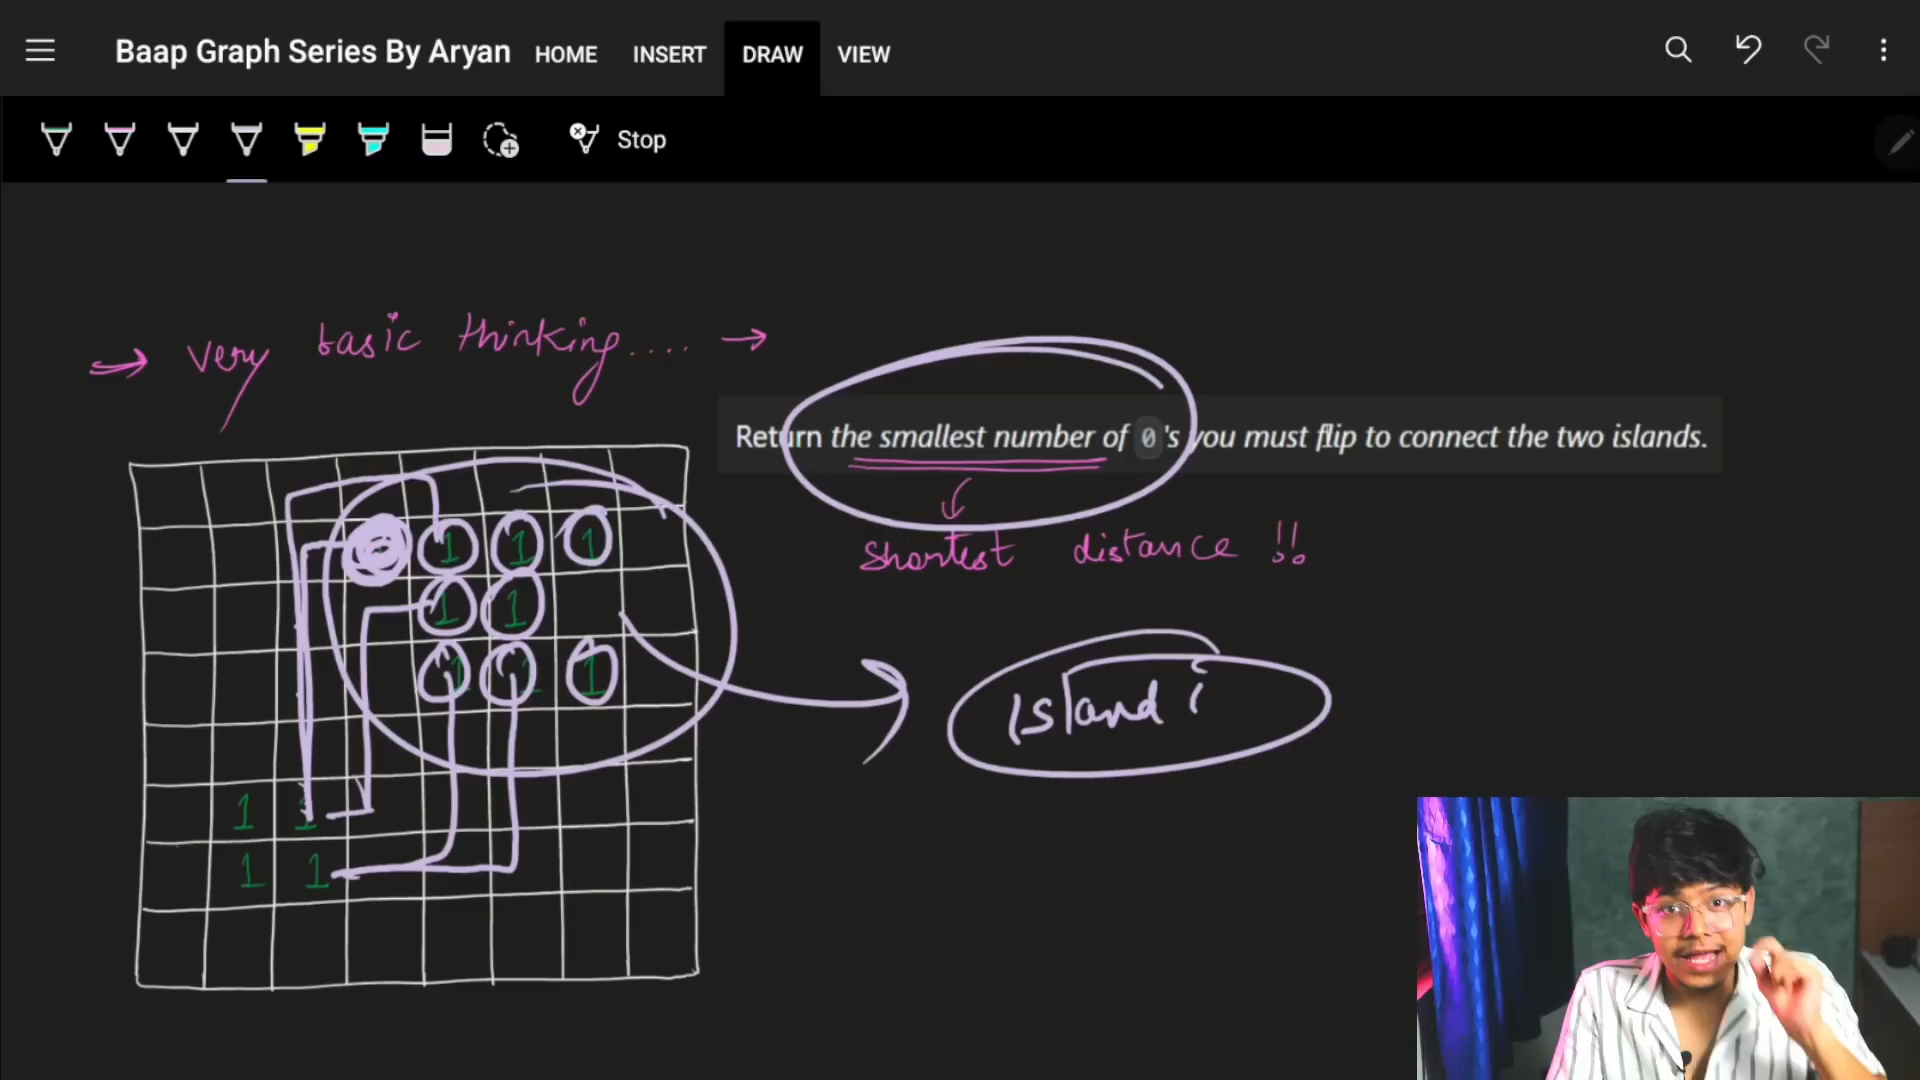 Baap Graph Series By Aryan HOME INSERT DRAW VIEW
Stop
⇒ very basic thinking.... →
Return the smallest number of 0's you must flip to connect the two islands.
↓
shortest distance !!
1 1 1
1 1
1 1 1
island i
1 1
1 1